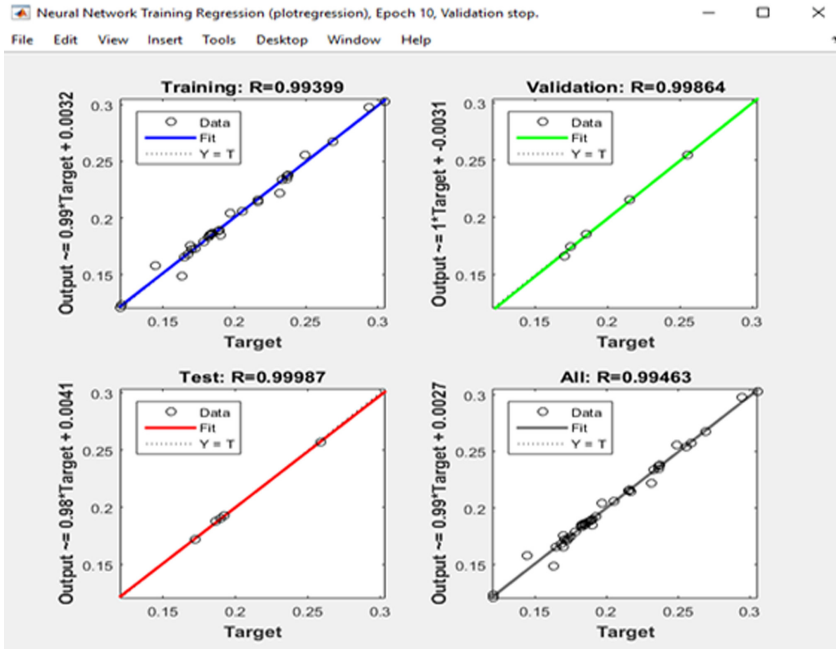 Neural Network Training Regression (plotregression), Epoch 10, Validation stop.
File Edit View Insert Tools Desktop Window Help
Training: R=0.99399
Output ~= 0.99*Target + 0.0032
0.3
0.25
0.2
0.15
Data
Fit
Y = T
0.15 0.2 0.25 0.3
Target
Validation: R=0.99864
Output ~= 1*Target + -0.0031
0.3
0.25
0.2
0.15
Data
Fit
Y = T
0.15 0.2 0.25 0.3
Target
Test: R=0.99987
Output ~= 0.98*Target + 0.0041
0.3
0.25
0.2
0.15
Data
Fit
Y = T
0.15 0.2 0.25 0.3
Target
All: R=0.99463
Output ~= 0.99*Target + 0.0027
0.3
0.25
0.2
0.15
Data
Fit
Y = T
0.15 0.2 0.25 0.3
Target